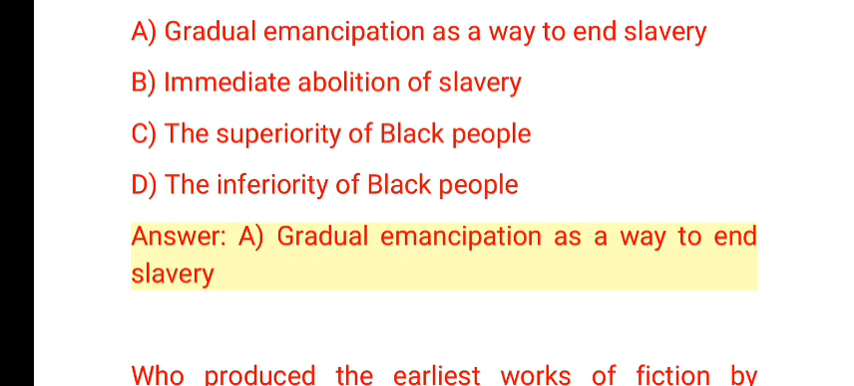 A) Gradual emancipation as a way to end slavery
B) Immediate abolition of slavery
C) The superiority of Black people
D) The inferiority of Black people
Answer: A) Gradual emancipation as a way to end
slavery
Who produced the earliest works of fiction by